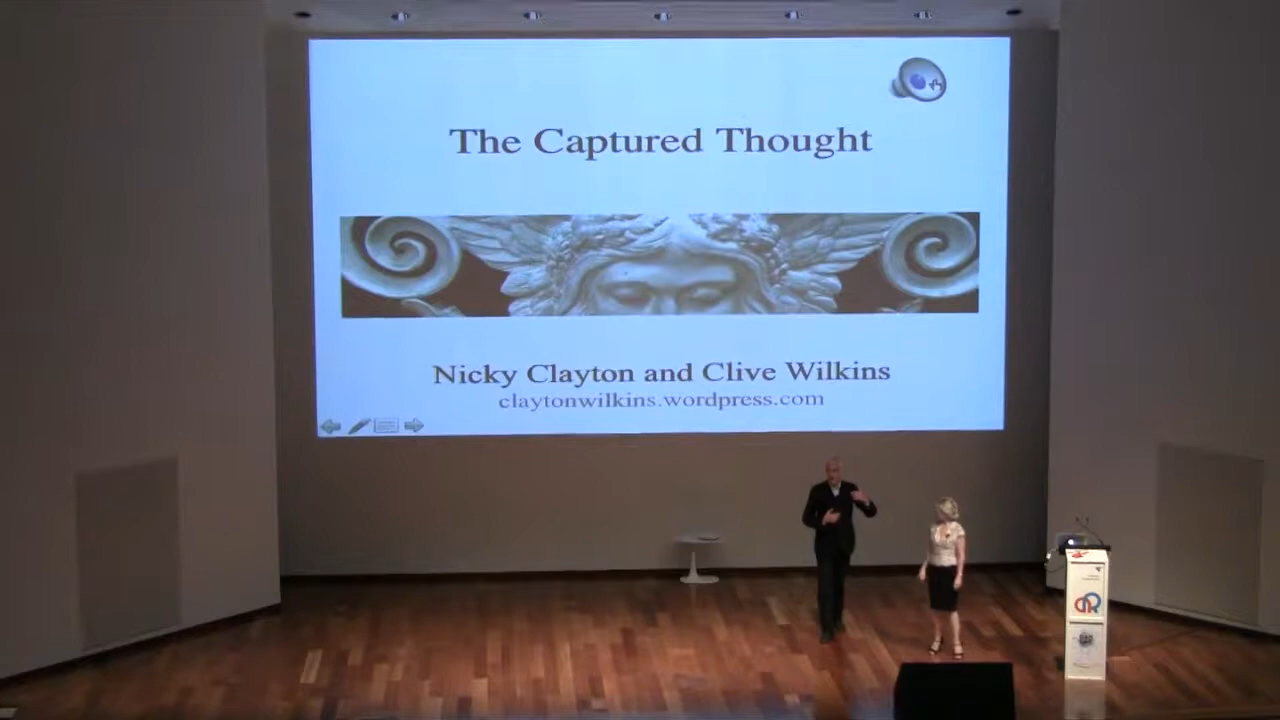 The Captured Thought
Nicky Clayton and Clive Wilkins
claytonwilkins.wordpress.com